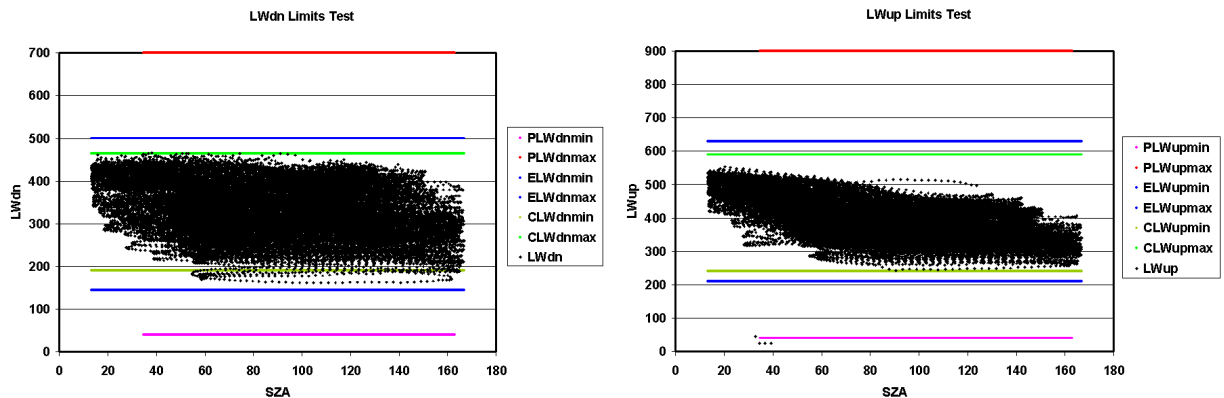 LWdn Limits Test
700
600
500
400
300
200
100
0
LWdn
0 20 40 60 80 100 120 140 160 180
SZA
PLWdnmin
PLWdnmax
ELWdnmin
ELWdnmax
CLWdnmin
CLWdnmax
LWdn
LWup Limits Test
900
800
700
600
500
400
300
200
100
0
LWup
0 20 40 60 80 100 120 140 160 180
SZA
PLWupmin
PLWupmax
ELWupmin
ELWupmax
CLWupmin
CLWupmax
LWup